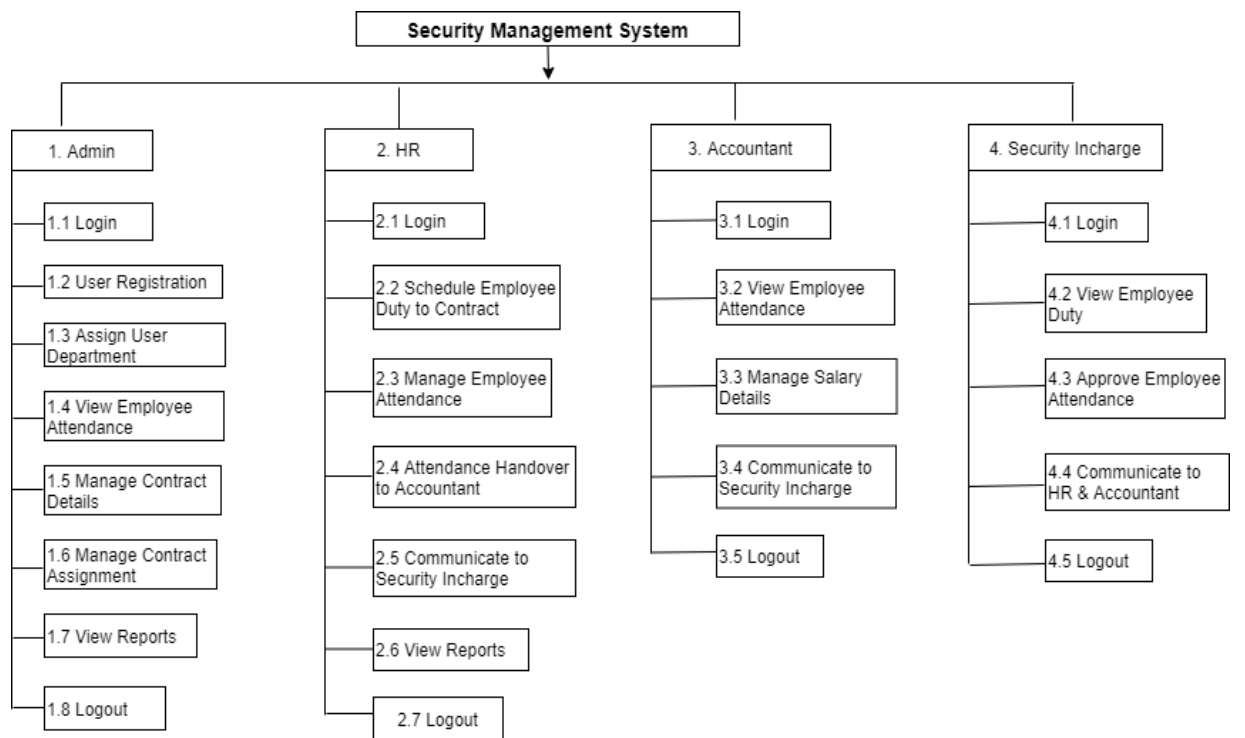 Security Management System
1. Admin
1.1 Login
1.2 User Registration
1.3 Assign User
Department
1.4 View Employee
Attendance
1.5 Manage Contract
Details
1.6 Manage Contract
Assignment
1.7 View Reports
1.8 Logout
2. HR
2.1 Login
2.2 Schedule Employee
Duty to Contract
2.3 Manage Employee
Attendance
2.4 Attendance Handover
to Accountant
2.5 Communicate to
Security Incharge
2.6 View Reports
2.7 Logout
3. Accountant
3.1 Login
3.2 View Employee
Attendance
3.3 Manage Salary
Details
3.4 Communicate to
Security Incharge
3.5 Logout
4. Security Incharge
4.1 Login
4.2 View Employee
Duty
4.3 Approve Employee
Attendance
4.4 Communicate to
HR & Accountant
4.5 Logout